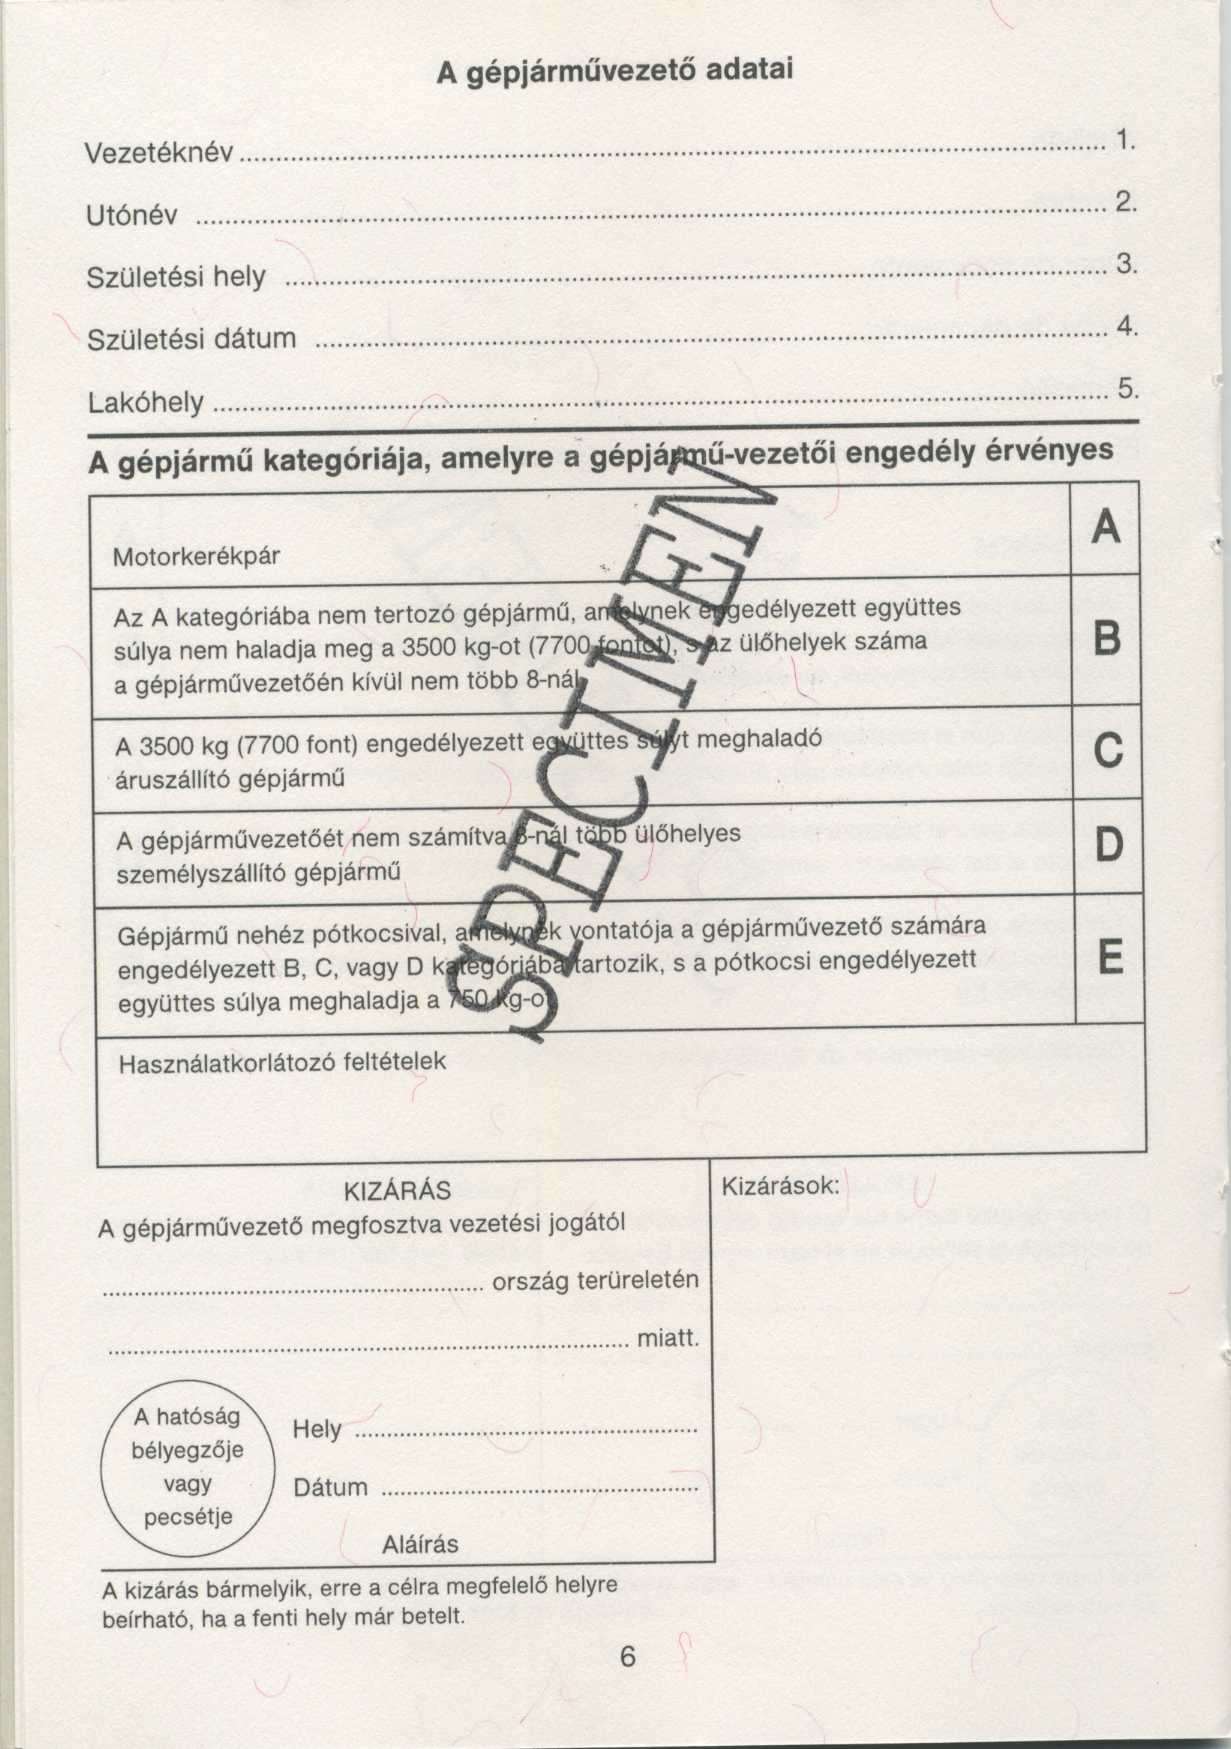 A gépjárművezető adatai
Vezetéknév ........ 1.
Utónév ........ 2.
Születési hely ........ 3.
Születési dátum ........ 4.
Lakóhely ........ 5.
A gépjármű kategóriája, amelyre a gépjármű-vezetői engedély érvényes
Motorkerékpár A
Az A kategóriába nem tertozó gépjármű, amelynek engedélyezett együttes
súlya nem haladja meg a 3500 kg-ot (7700 fontot), s az ülőhelyek száma B
a gépjárművezetőén kívül nem több 8-nál
A 3500 kg (7700 font) engedélyezett együttes súlyt meghaladó C
áruszállító gépjármű
A gépjárművezetőét nem számítva 8-nál több ülőhelyes D
személyszállító gépjármű
Gépjármű nehéz pótkocsival, amelynek vontatója a gépjárművezető számára
engedélyezett B, C, vagy D kategóriába tartozik, s a pótkocsi engedélyezett E
együttes súlya meghaladja a 750 kg-ot
SPECIMEN
Használatkorlátozó feltételek
KIZÁRÁS
A gépjárművezető megfosztva vezetési jogától
........ ország terüreletén
........ miatt.
A hatóság
bélyegzője
vagy
pecsétje
Hely ........
Dátum ........
Aláírás
Kizárások:
A kizárás bármelyik, erre a célra megfelelő helyre
beírható, ha a fenti hely már betelt.
6